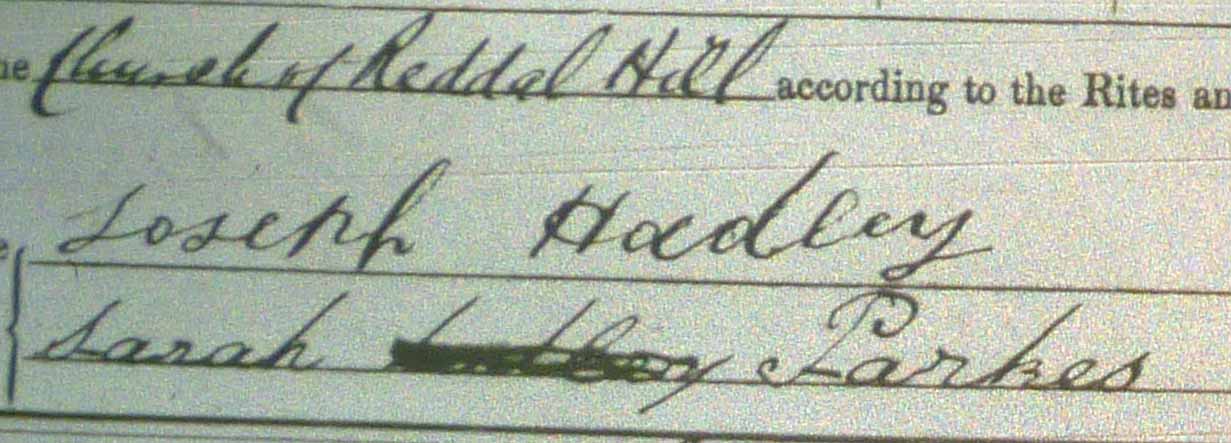 Church of Reddal Hill according to the Rites
Joseph Hadley
Sarah Parkes